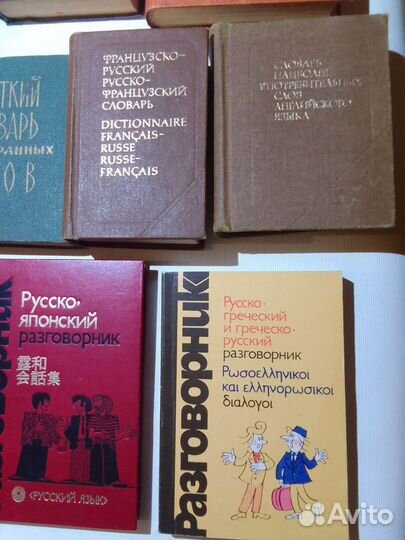 ТКИЙ
ВАРЬ
РАННЫХ
ОВ
ФРАНЦУЗСКО-
РУССКИЙ
РУССКО-
ФРАНЦУЗСКИЙ
СЛОВАРЬ
DICTIONNAIRE
FRANÇAIS-
RUSSE
RUSSE-
FRANÇAIS
СЛОВАРЬ
НАИБОЛЕЕ
УПОТРЕБИТЕЛЬНЫХ
СЛОВ
АНГЛИЙСКОГО
ЯЗЫКА
Русско-
японский
разговорник
露和
会話集
«РУССКИЙ ЯЗЫК»
Разговорник
Русско-
греческий
и греческо-
русский
разговорник
Ρωσοελληνικοί
και ελληνορωσικοί
διάλογοι
Avito